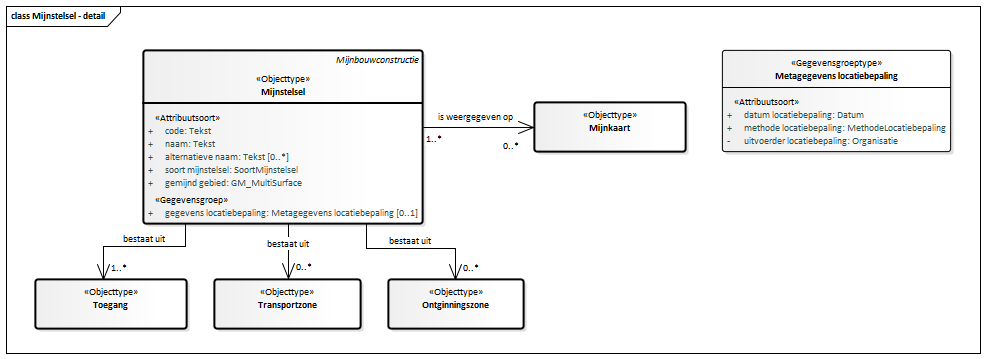 class Mijnstelsel - detail
Mijnbouwconstructie
«Objecttype»
Mijnstelsel
«Attribuutsoort»
+ code: Tekst
+ naam: Tekst
+ alternatieve naam: Tekst [0..*]
+ soort mijnstelsel: SoortMijnstelsel
+ gemijnd gebied: GM_MultiSurface
«Gegevensgroep»
+ gegevens locatiebepaling: Metagegevens locatiebepaling [0..1]
is weergegeven op
1..*
0..*
«Objecttype»
Mijnkaart
«Gegevensgroeptype»
Metagegevens locatiebepaling
«Attribuutsoort»
+ datum locatiebepaling: Datum
+ methode locatiebepaling: MethodeLocatiebepaling
- uitvoerder locatiebepaling: Organisatie
bestaat uit
1..*
bestaat uit
0..*
bestaat uit
0..*
«Objecttype»
Toegang
«Objecttype»
Transportzone
«Objecttype»
Ontginningszone